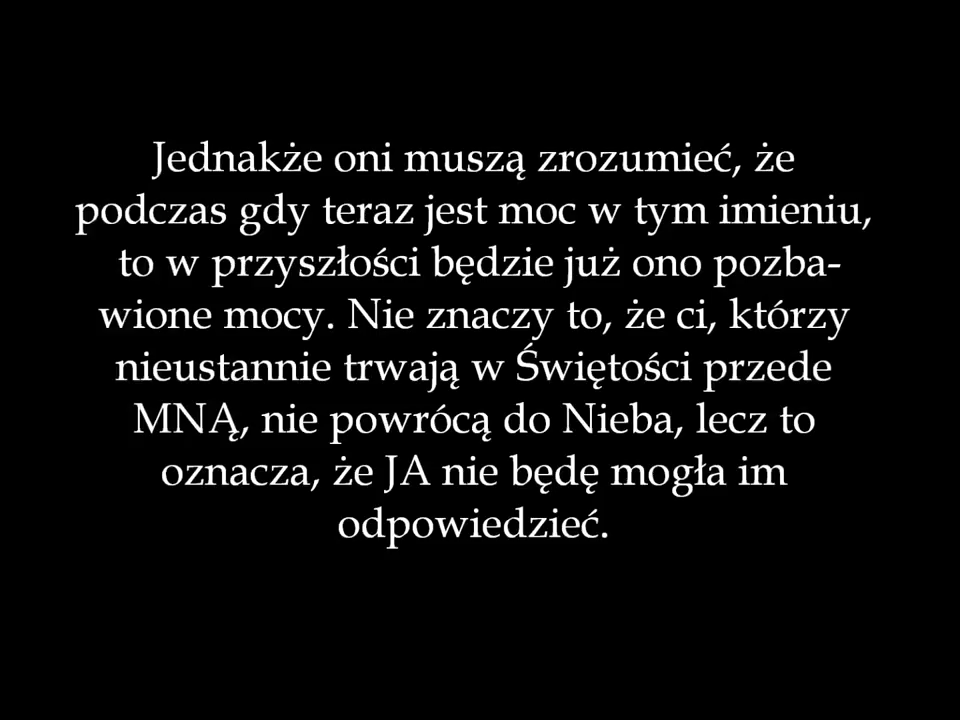 Jednakże oni muszą zrozumieć, że
podczas gdy teraz jest moc w tym imieniu,
to w przyszłości będzie już ono pozba-
wione mocy. Nie znaczy to, że ci, którzy
nieustannie trwają w Świętości przede
MNĄ, nie powrócą do Nieba, lecz to
oznacza, że JA nie będę mogła im
odpowiedzieć.